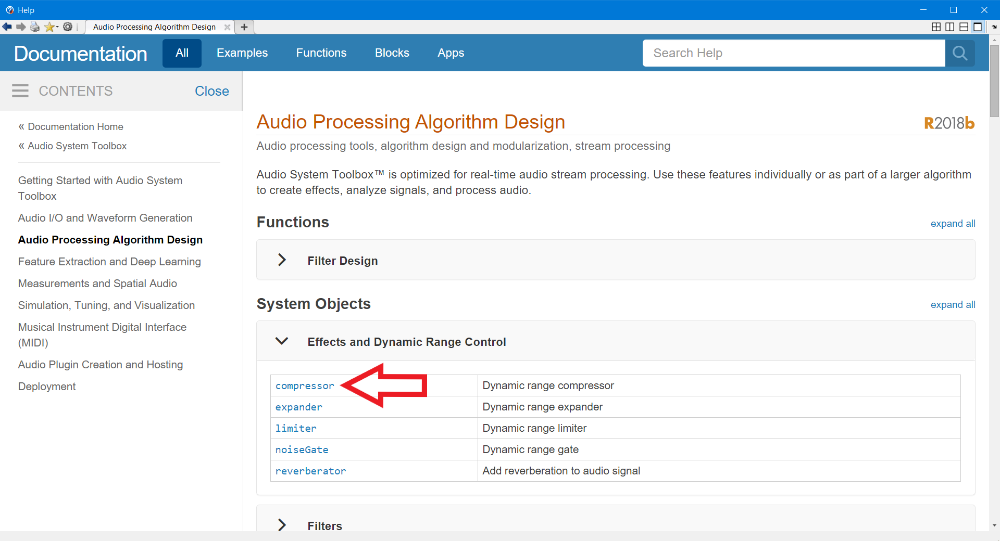 Help
Audio Processing Algorithm Design
Documentation
All
Examples
Functions
Blocks
Apps
Search Help
CONTENTS
Close
« Documentation Home
« Audio System Toolbox
Getting Started with Audio System
Toolbox
Audio I/O and Waveform Generation
Audio Processing Algorithm Design
Feature Extraction and Deep Learning
Measurements and Spatial Audio
Simulation, Tuning, and Visualization
Musical Instrument Digital Interface
(MIDI)
Audio Plugin Creation and Hosting
Deployment
Audio Processing Algorithm Design
R2018b
Audio processing tools, algorithm design and modularization, stream processing
Audio System Toolbox™ is optimized for real-time audio stream processing. Use these features individually or as part of a larger algorithm
to create effects, analyze signals, and process audio.
Functions
expand all
Filter Design
System Objects
expand all
Effects and Dynamic Range Control
compressor Dynamic range compressor
expander Dynamic range expander
limiter Dynamic range limiter
noiseGate Dynamic range gate
reverberator Add reverberation to audio signal
Filters